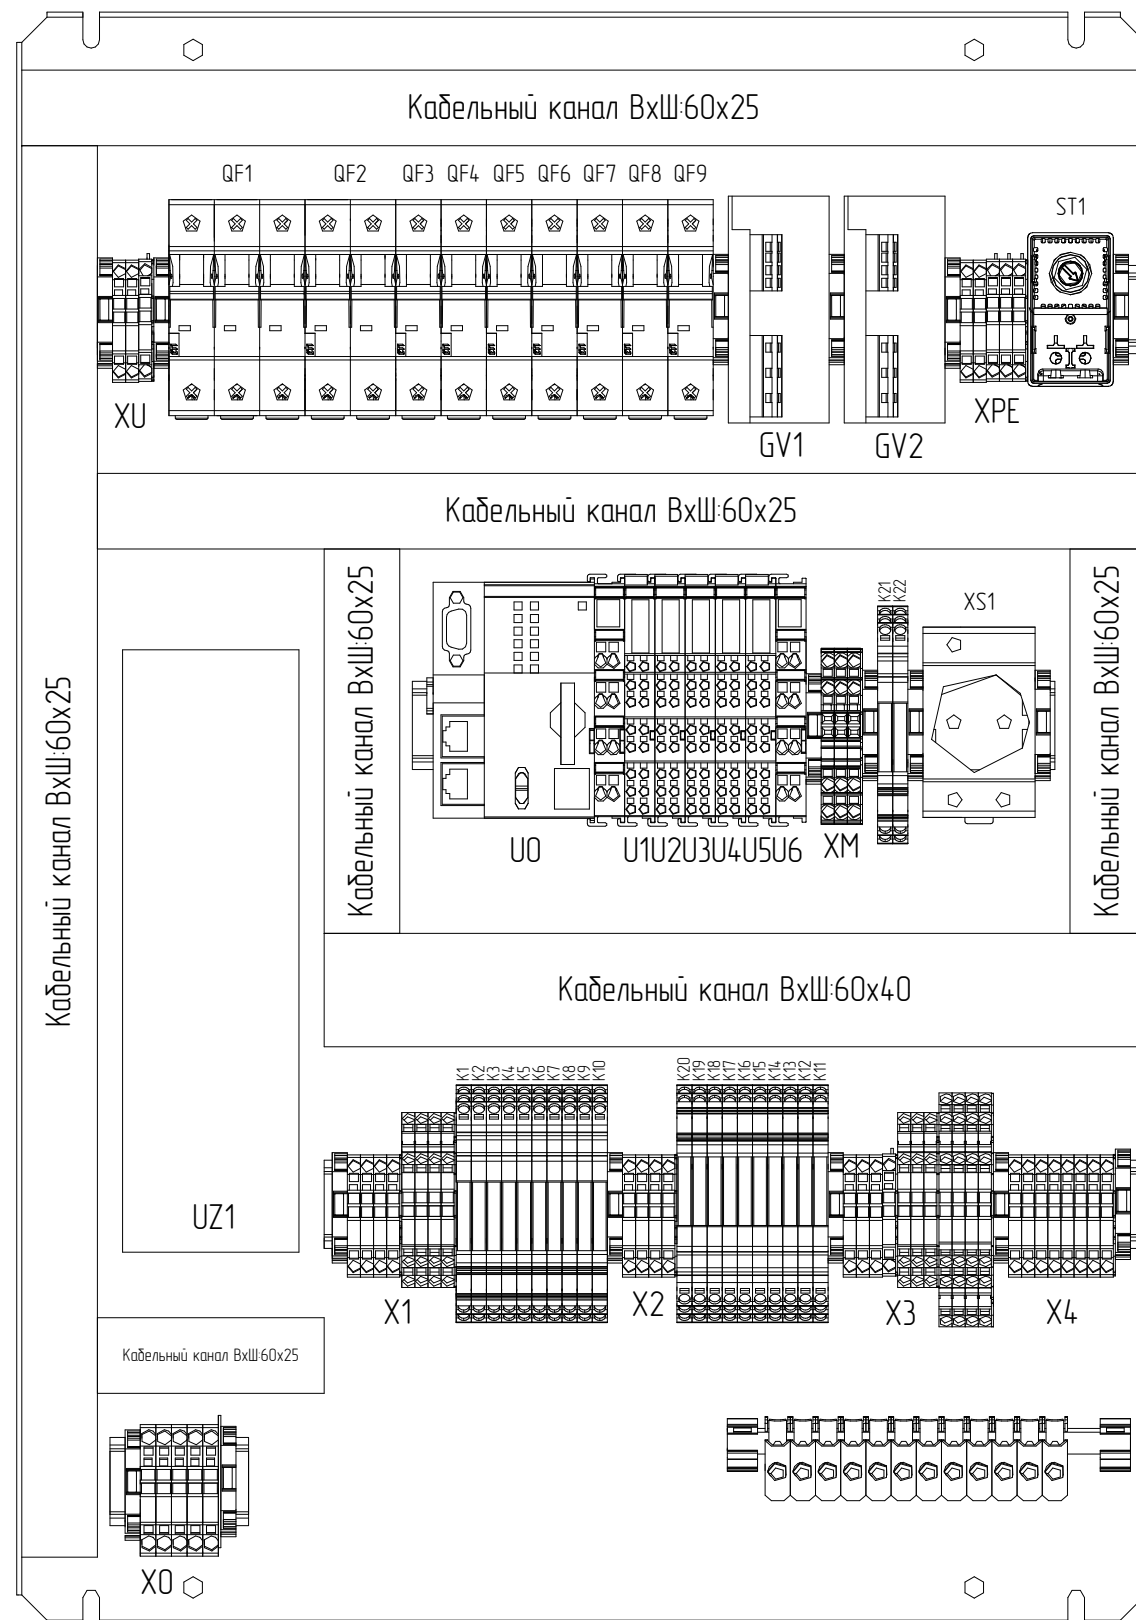 Кабельный канал ВхШ:60х25
QF1 QF2 QF3 QF4 QF5 QF6 QF7 QF8 QF9
ST1
XU
GV1
GV2
XPE
Кабельный канал ВхШ:60х25
Кабельный канал ВхШ:60х25
Кабельный канал ВхШ:60х25
Кабельный канал ВхШ:60х25
K21
K22
XS1
U0
U1U2U3U4U5U6
XM
Кабельный канал ВхШ:60х40
K1 K2 K3 K4 K5 K6 K7 K8 K9 K10
K20 K19 K18 K17 K16 K15 K14 K13 K12 K11
UZ1
X1
X2
X3
X4
Кабельный канал ВхШ:60х25
X0